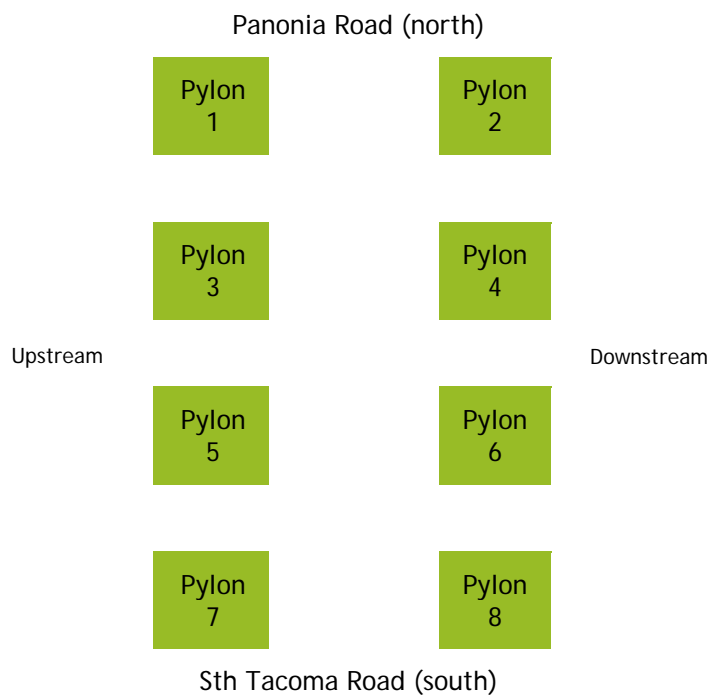 Panonia Road (north)
Pylon
1
Pylon
2
Pylon
3
Pylon
4
Upstream
Downstream
Pylon
5
Pylon
6
Pylon
7
Pylon
8
Sth Tacoma Road (south)